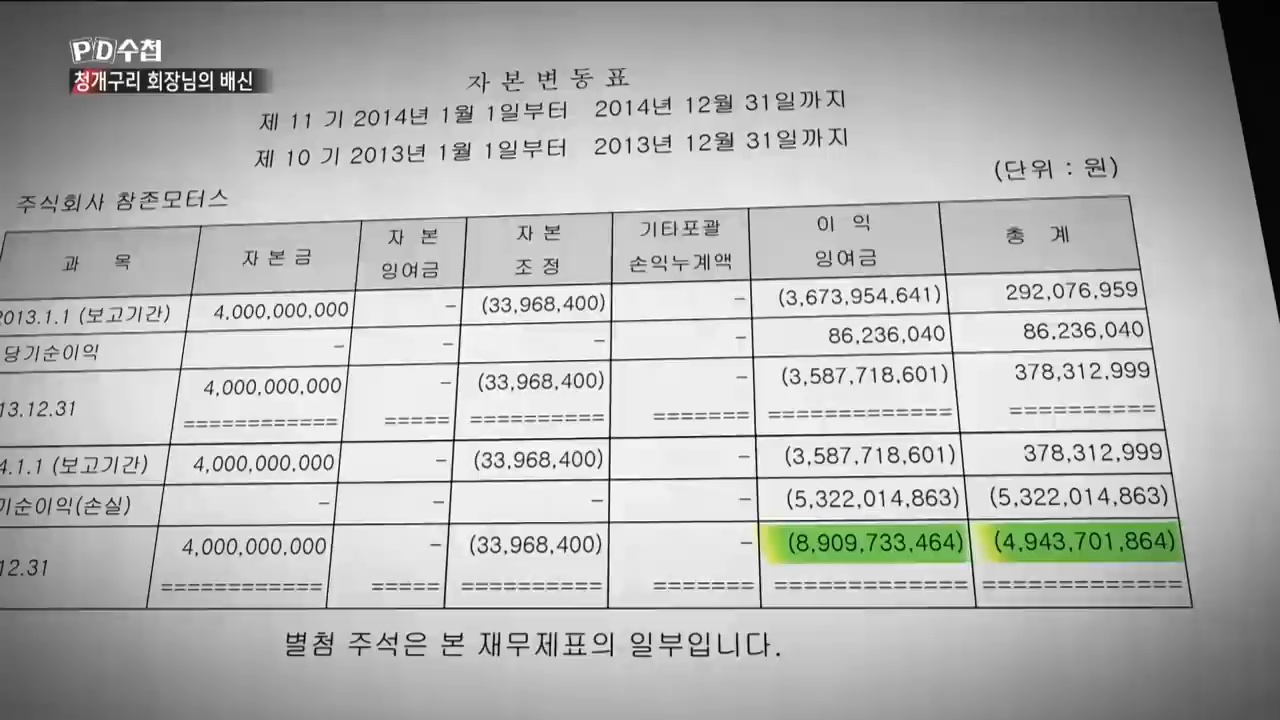 PD수첩
청개구리 회장님의 배신
자 본 변 동 표
제 11 기 2014년 1월 1일부터 2014년 12월 31일까지
제 10 기 2013년 1월 1일부터 2013년 12월 31일까지
(단위 : 원)
주식회사 참존모터스
과 목 자 본 금 자 본 잉여금 자 본 조 정 기타포괄 손익누계액 이 익 잉여금 총 계
2013.1.1 (보고기간) 4,000,000,000 - (33,968,400) - (3,673,954,641) 292,076,959
당기순이익 - - - - 86,236,040 86,236,040
13.12.31 4,000,000,000 - (33,968,400) - (3,587,718,601) 378,312,999
============ ===== ========== ======= ============= ==========
4.1.1 (보고기간) 4,000,000,000 - (33,968,400) - (3,587,718,601) 378,312,999
기순이익(손실) - - - - (5,322,014,863) (5,322,014,863)
12.31 4,000,000,000 - (33,968,400) - (8,909,733,464) (4,943,701,864)
============ ===== ========== ======= ============= =============
별첨 주석은 본 재무제표의 일부입니다.